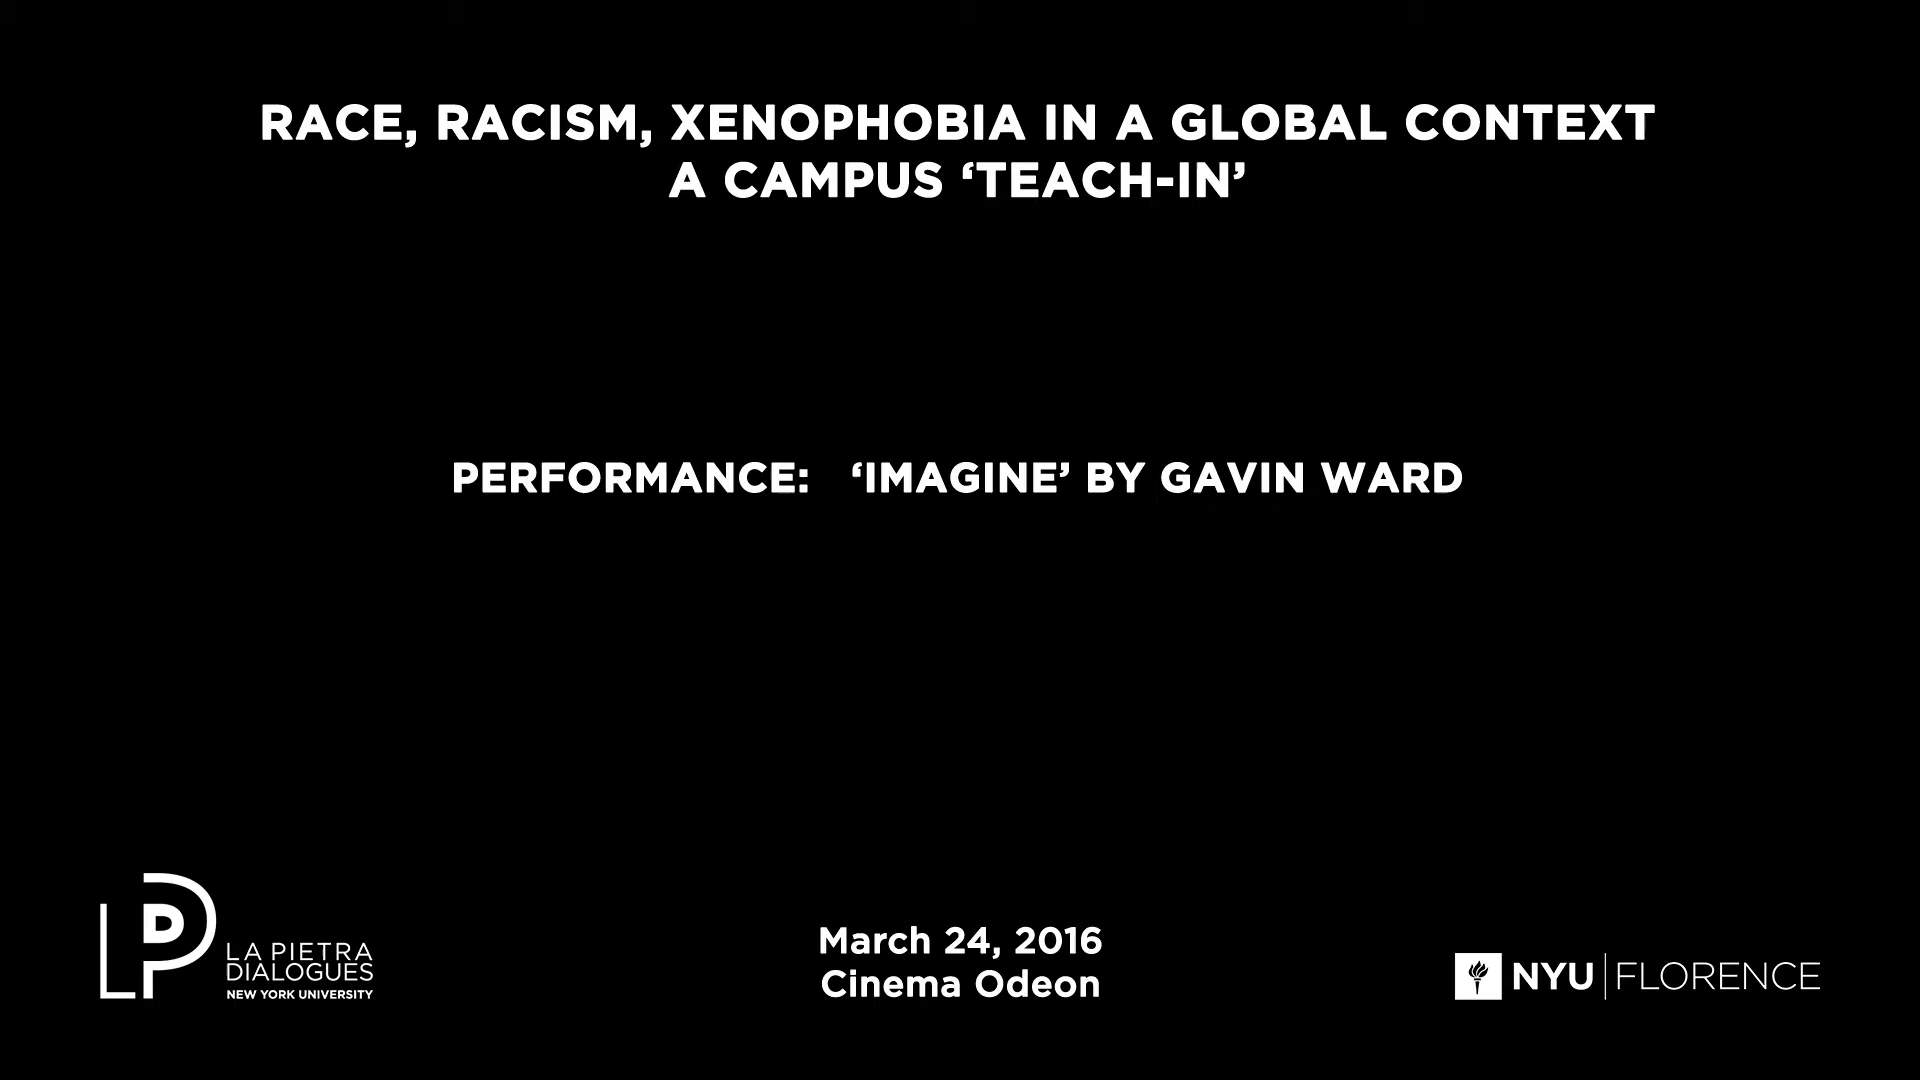 RACE, RACISM, XENOPHOBIA IN A GLOBAL CONTEXT
A CAMPUS ‘TEACH-IN’
PERFORMANCE: ‘IMAGINE’ BY GAVIN WARD
LP
LA PIETRA
DIALOGUES
NEW YORK UNIVERSITY
March 24, 2016
Cinema Odeon
NYU | FLORENCE